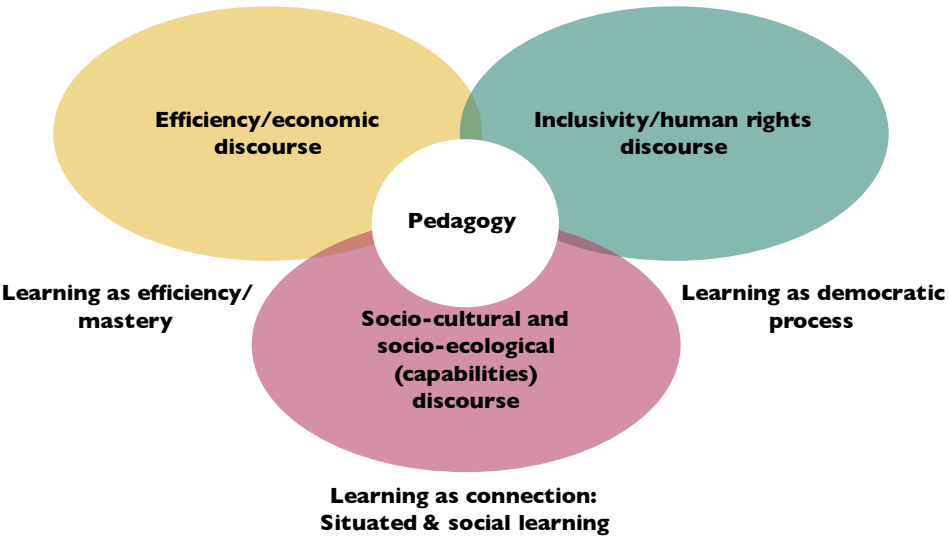 Efficiency/economic
discourse
Inclusivity/human rights
discourse
Pedagogy
Learning as efficiency/
mastery
Learning as democratic
process
Socio-cultural and
socio-ecological
(capabilities)
discourse
Learning as connection:
Situated & social learning